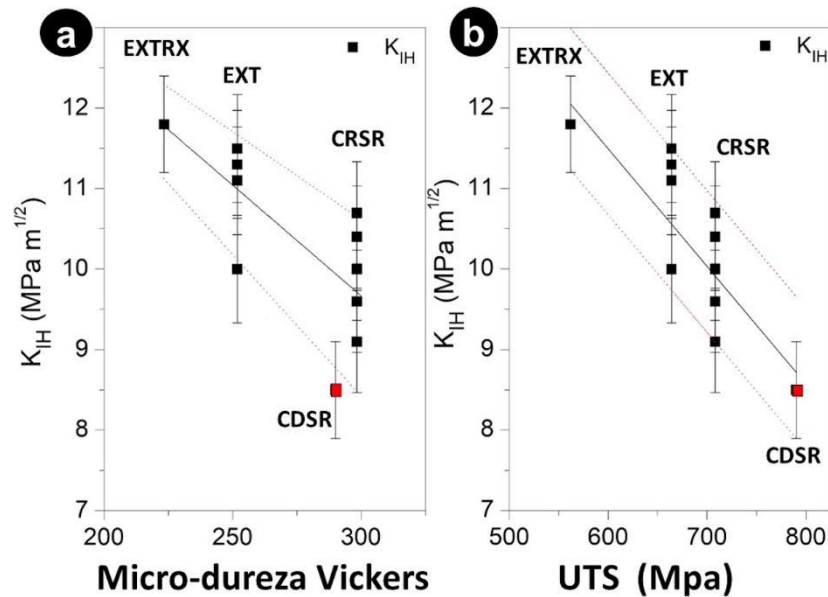 a
EXTRX
EXT
CRSR
CDSR
K_IH
K_IH (MPa m^1/2)
12
11
10
9
8
7
200
250
300
Micro-dureza Vickers
b
EXTRX
EXT
CRSR
CDSR
K_IH
K_IH (MPa m^1/2)
12
11
10
9
8
7
500
600
700
800
UTS (Mpa)